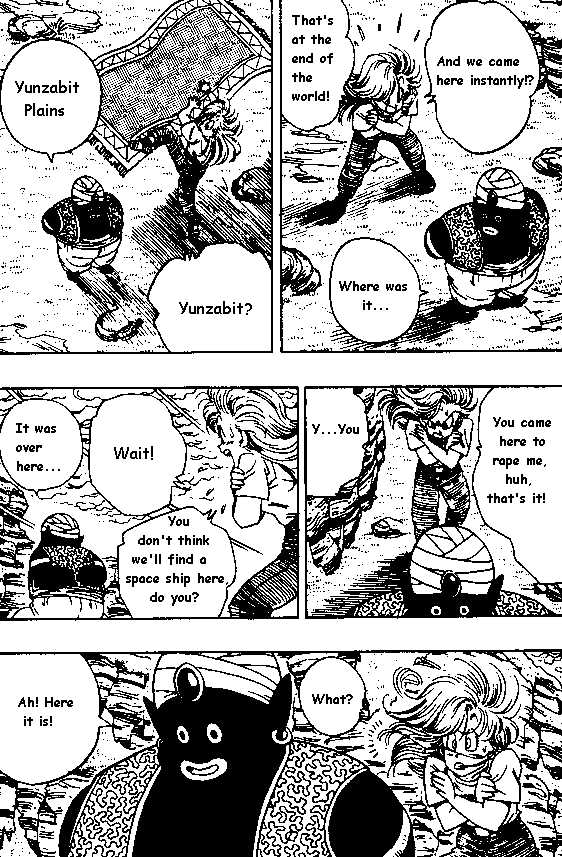 Yunzabit
Plains
Yunzabit?
That's
at the
end of
the
world!
And we came
here instantly!?
Where was
it...
It was
over
here...
Wait!
You
don't think
we'll find a
space ship here,
do you?
Y...You
You came
here to
rape me,
huh,
that's it!
Ah! Here
it is!
What?